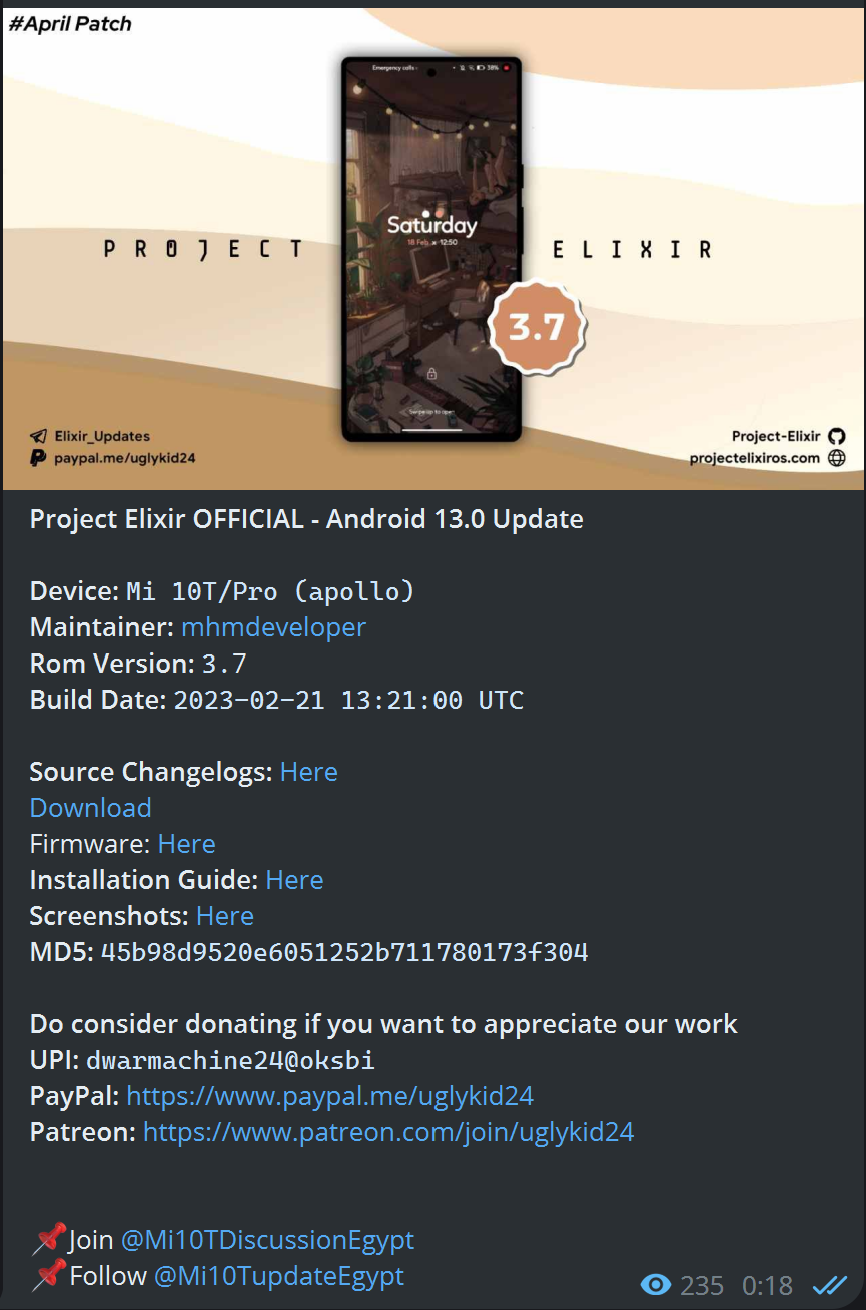 #April Patch
Emergency calls
38%
Saturday
18 Feb 12:50
PROJECT
ELIXIR
3.7
Swipe up to open
Elixir_Updates
paypal.me/uglykid24
Project-Elixir
projectelixiros.com
Project Elixir OFFICIAL - Android 13.0 Update
Device: Mi 10T/Pro (apollo)
Maintainer: mhmdeveloper
Rom Version: 3.7
Build Date: 2023-02-21 13:21:00 UTC
Source Changelogs: Here
Download
Firmware: Here
Installation Guide: Here
Screenshots: Here
MD5: 45b98d9520e6051252b711780173f304
Do consider donating if you want to appreciate our work
UPI: dwarmachine24@oksbi
PayPal: https://www.paypal.me/uglykid24
Patreon: https://www.patreon.com/join/uglykid24
📌Join @Mi10TDiscussionEgypt
📌Follow @Mi10TupdateEgypt
235 0:18